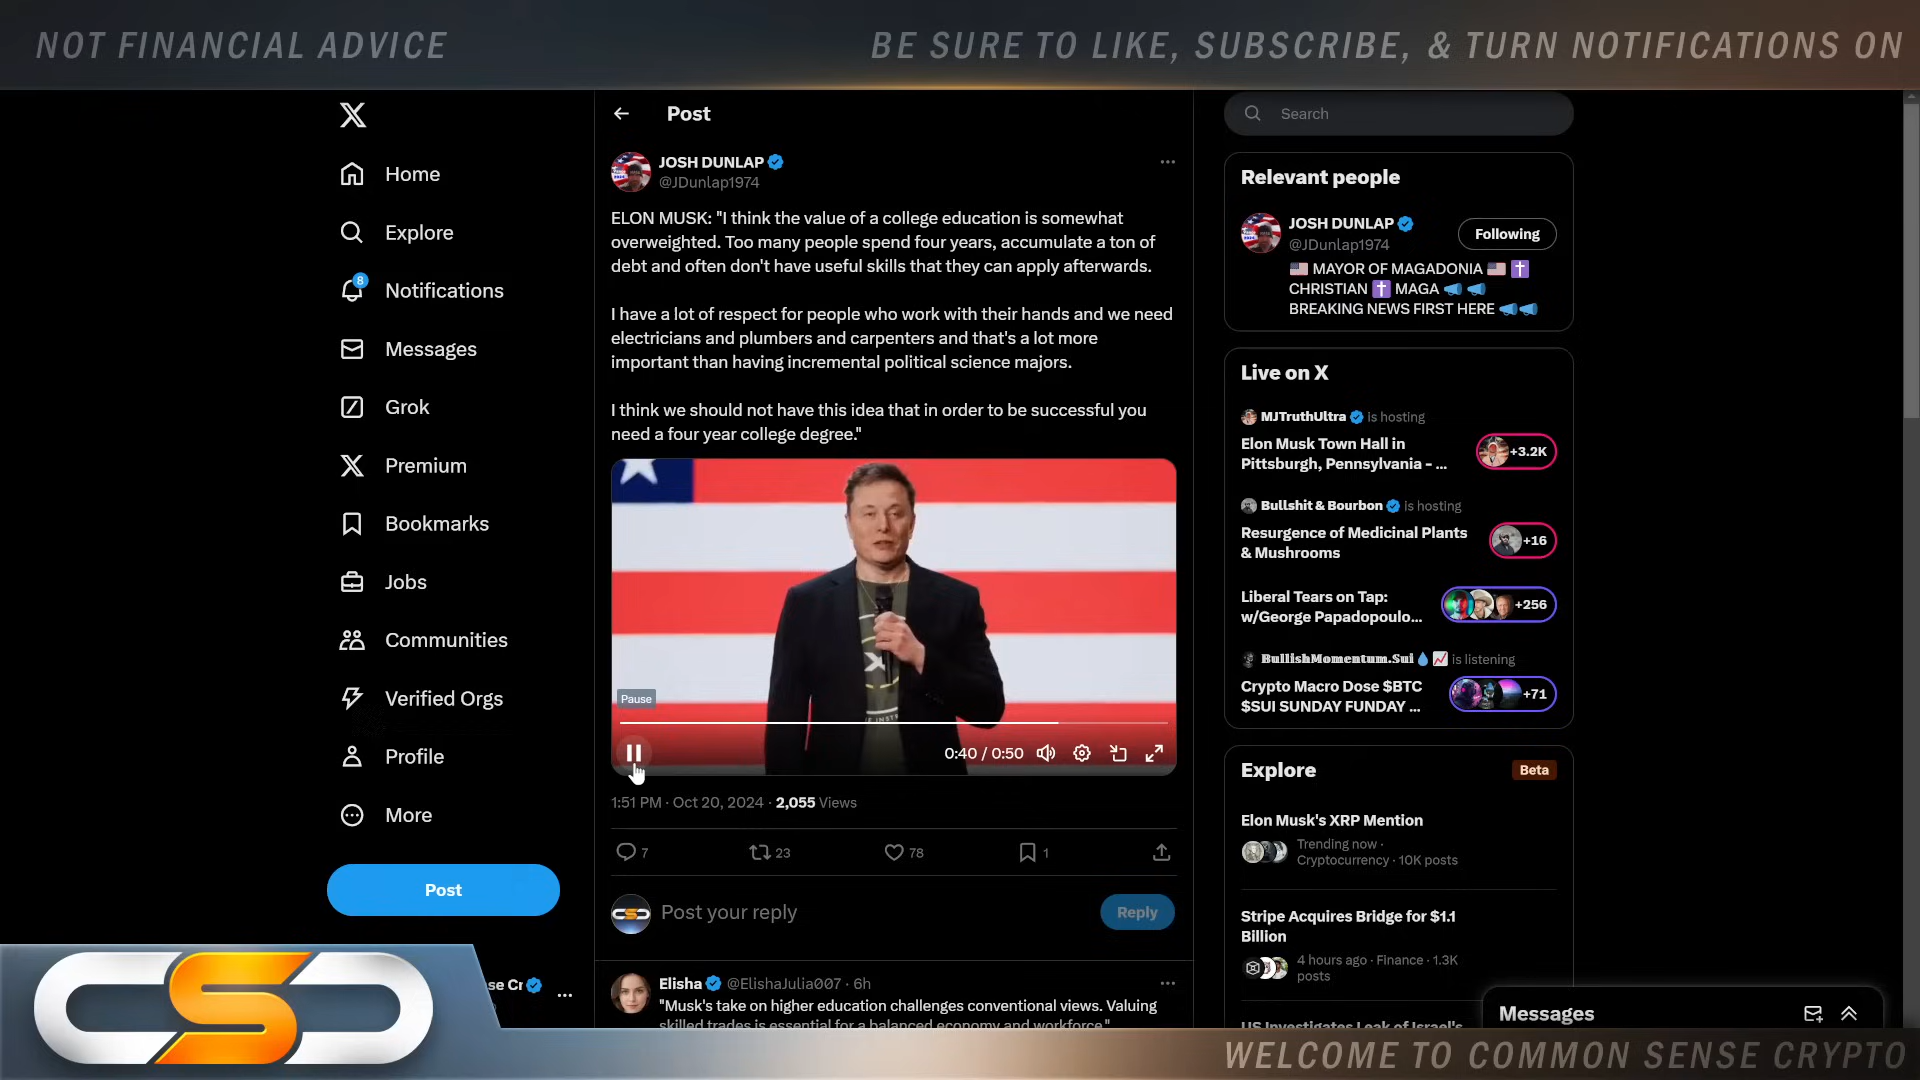 NOT FINANCIAL ADVICE
BE SURE TO LIKE, SUBSCRIBE, & TURN NOTIFICATIONS ON
Home
Explore
8
Notifications
Messages
Grok
Premium
Bookmarks
Jobs
Communities
Verified Orgs
Profile
More
Post
se Cr
Post
JOSH DUNLAP
@JDunlap1974
ELON MUSK: "I think the value of a college education is somewhat
overweighted. Too many people spend four years, accumulate a ton of
debt and often don't have useful skills that they can apply afterwards.
I have a lot of respect for people who work with their hands and we need
electricians and plumbers and carpenters and that's a lot more
important than having incremental political science majors.
I think we should not have this idea that in order to be successful you
need a four year college degree."
Pause
0:40 / 0:50
1:51 PM · Oct 20, 2024 · 2,055 Views
7
23
78
1
Post your reply
Reply
Elisha @ElishaJulia007 · 6h
"Musk's take on higher education challenges conventional views. Valuing
skilled trades is essential for a balanced economy and workforce."
Search
Relevant people
JOSH DUNLAP
@JDunlap1974
Following
🇺🇸 MAYOR OF MAGADONIA 🇺🇸 ✝️
CHRISTIAN ✝️ MAGA 📣 📣
BREAKING NEWS FIRST HERE 📣📣
Live on X
MJTruthUltra is hosting
Elon Musk Town Hall in
Pittsburgh, Pennsylvania - ...
+3.2K
Bullshit & Bourbon is hosting
Resurgence of Medicinal Plants
& Mushrooms
+16
Liberal Tears on Tap:
w/George Papadopoulo...
+256
BullishMomentum.Sui💧📈 is listening
Crypto Macro Dose $BTC
$SUI SUNDAY FUNDAY ...
+71
Explore
Beta
Elon Musk's XRP Mention
Trending now ·
Cryptocurrency · 10K posts
Stripe Acquires Bridge for $1.1
Billion
4 hours ago · Finance · 1.3K
posts
US Investigates Leak of Israel's
Messages
CSC
WELCOME TO COMMON SENSE CRYPTO